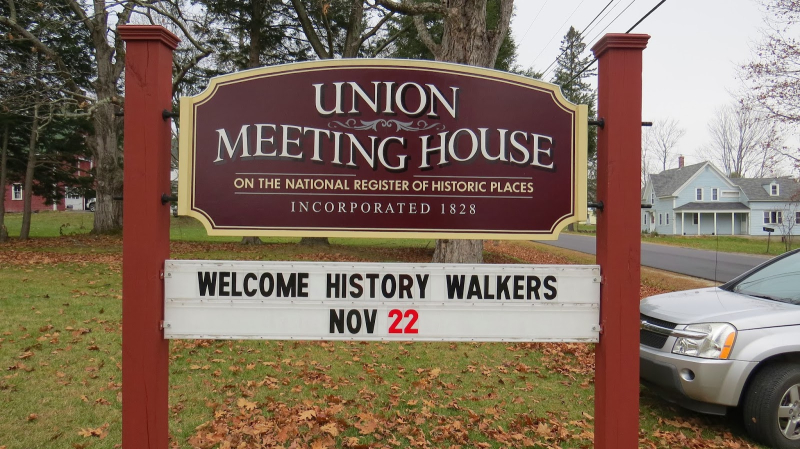 UNION
MEETING HOUSE
ON THE NATIONAL REGISTER OF HISTORIC PLACES
INCORPORATED 1828
WELCOME HISTORY WALKERS
NOV 22